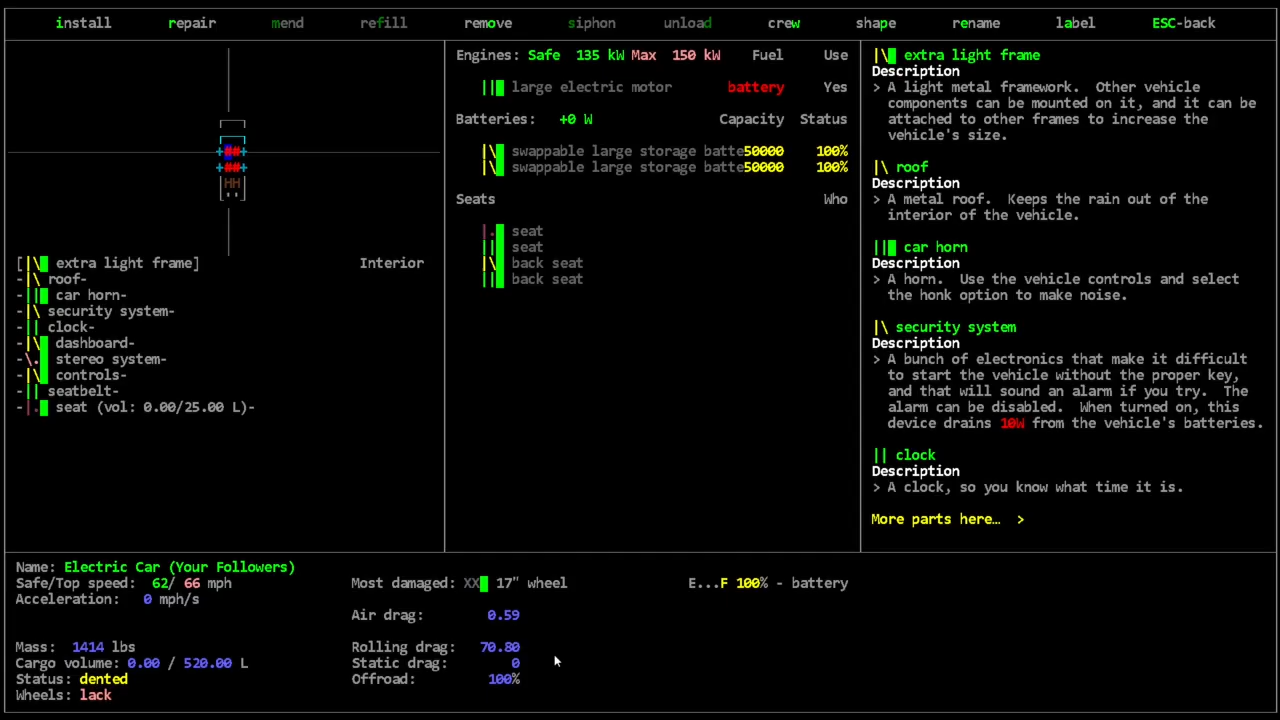 install repair mend refill remove siphon unload crew shape rename label ESC-back
[|\ extra light frame] Interior
-|\ roof-
-|| car horn-
-|\ security system-
-|| clock-
-|\ dashboard-
-\. stereo system-
-|\ controls-
-|| seatbelt-
-|. seat (vol: 0.00/25.00 L)-
Engines: Safe 135 kW Max 150 kW Fuel Use
|| large electric motor battery Yes
Batteries: +0 W Capacity Status
|\ swappable large storage batte50000 100%
|\ swappable large storage batte50000 100%
Seats Who
|. seat
|| seat
|\ back seat
|| back seat
|\ extra light frame
Description
> A light metal framework. Other vehicle
components can be mounted on it, and it can be
attached to other frames to increase the
vehicle's size.
|\ roof
Description
> A metal roof. Keeps the rain out of the
interior of the vehicle.
|| car horn
Description
> A horn. Use the vehicle controls and select
the honk option to make noise.
|\ security system
Description
> A bunch of electronics that make it difficult
to start the vehicle without the proper key,
and that will sound an alarm if you try. The
alarm can be disabled. When turned on, this
device drains 10W from the vehicle's batteries.
|| clock
Description
> A clock, so you know what time it is.
More parts here… >
Name: Electric Car (Your Followers)
Safe/Top speed: 62/ 66 mph
Acceleration: 0 mph/s
Mass: 1414 lbs
Cargo volume: 0.00 / 520.00 L
Status: dented
Wheels: lack
Most damaged: XX 17" wheel
Air drag: 0.59
Rolling drag: 70.80
Static drag: 0
Offroad: 100%
E...F 100% - battery